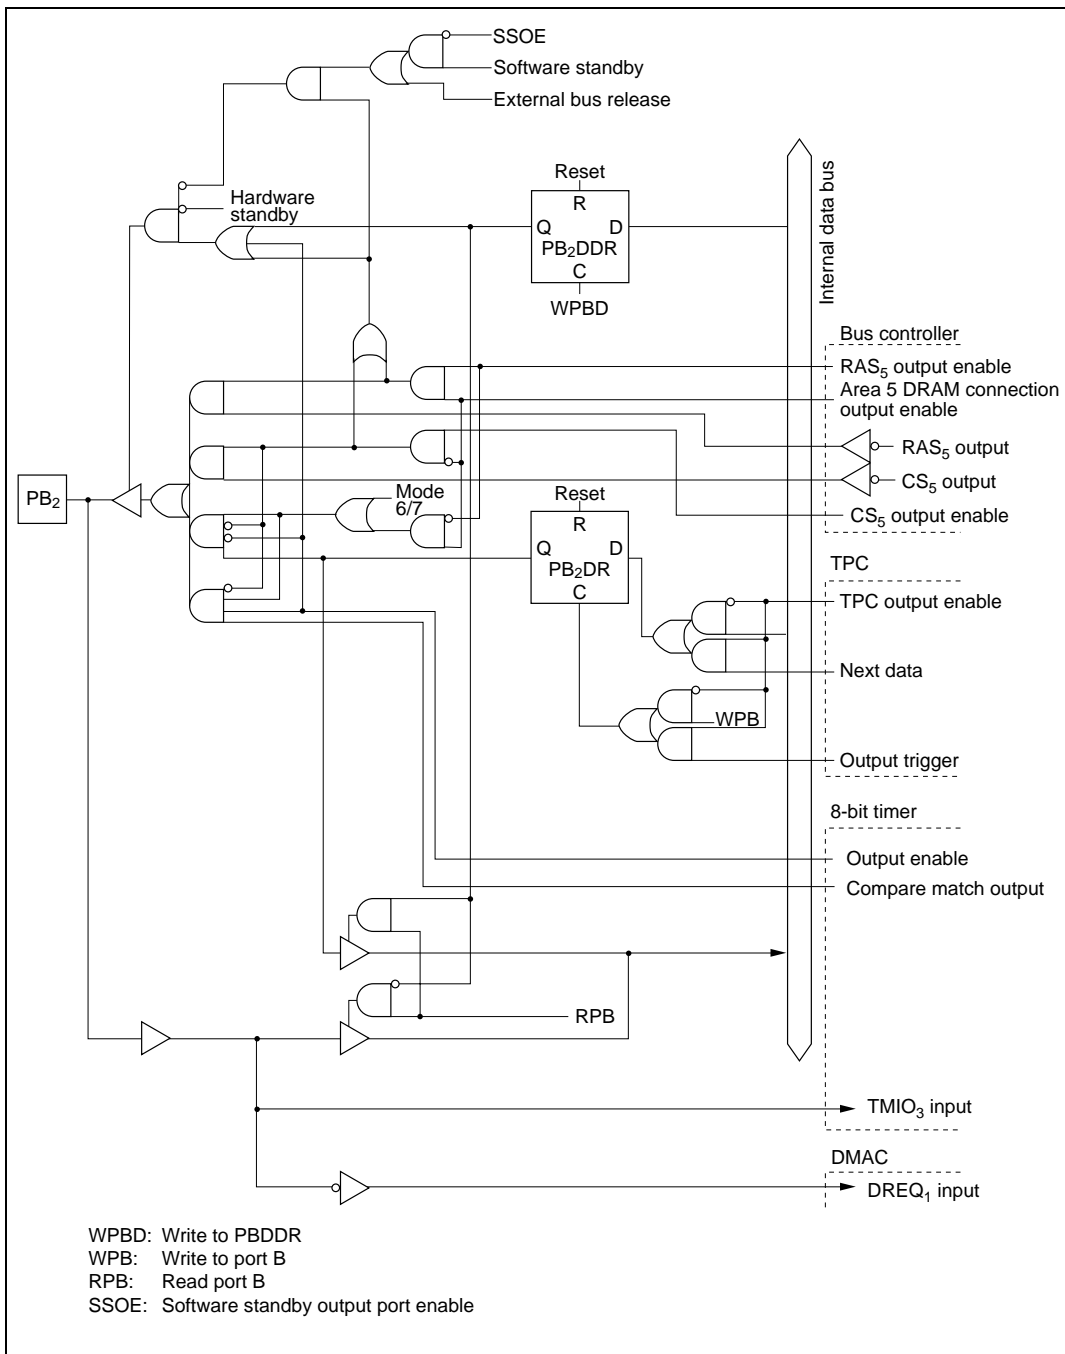 SSOE
Software standby
External bus release
Hardware
standby
Reset
R
Q D
PB₂DDR
C
WPBD
Internal data bus
Bus controller
RAS₅ output enable
Area 5 DRAM connection
output enable
RAS₅ output
CS₅ output
CS₅ output enable
PB₂
Mode
6/7
Reset
R
Q D
PB₂DR
C
TPC
TPC output enable
Next data
WPB
Output trigger
8-bit timer
Output enable
Compare match output
RPB
TMIO₃ input
DMAC
DREQ₁ input
WPBD: Write to PBDDR
WPB: Write to port B
RPB: Read port B
SSOE: Software standby output port enable